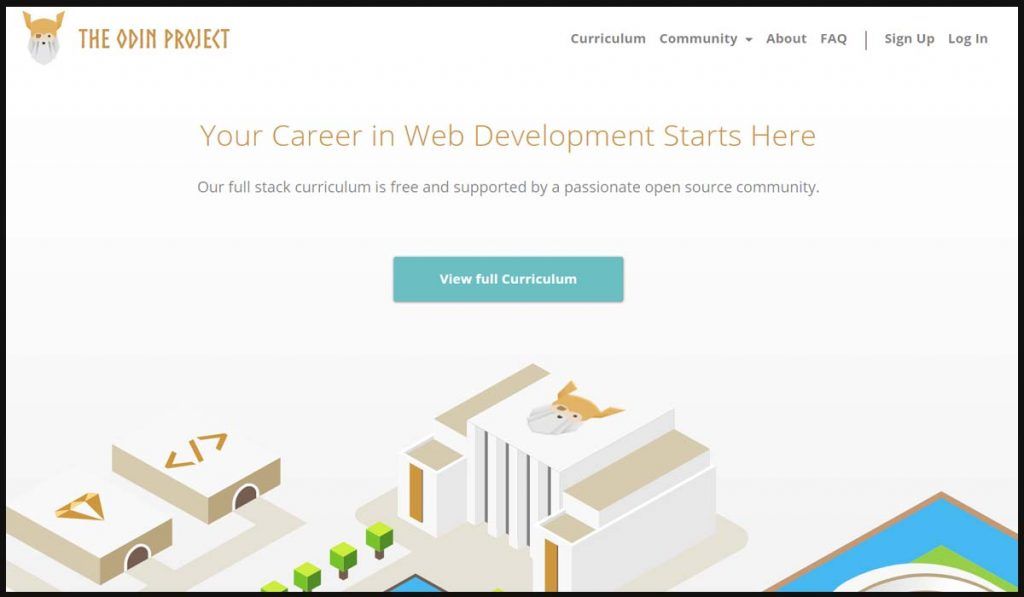 THE ODIN PROJECT
Curriculum Community About FAQ | Sign Up Log In
Your Career in Web Development Starts Here
Our full stack curriculum is free and supported by a passionate open source community.
View full Curriculum
</>